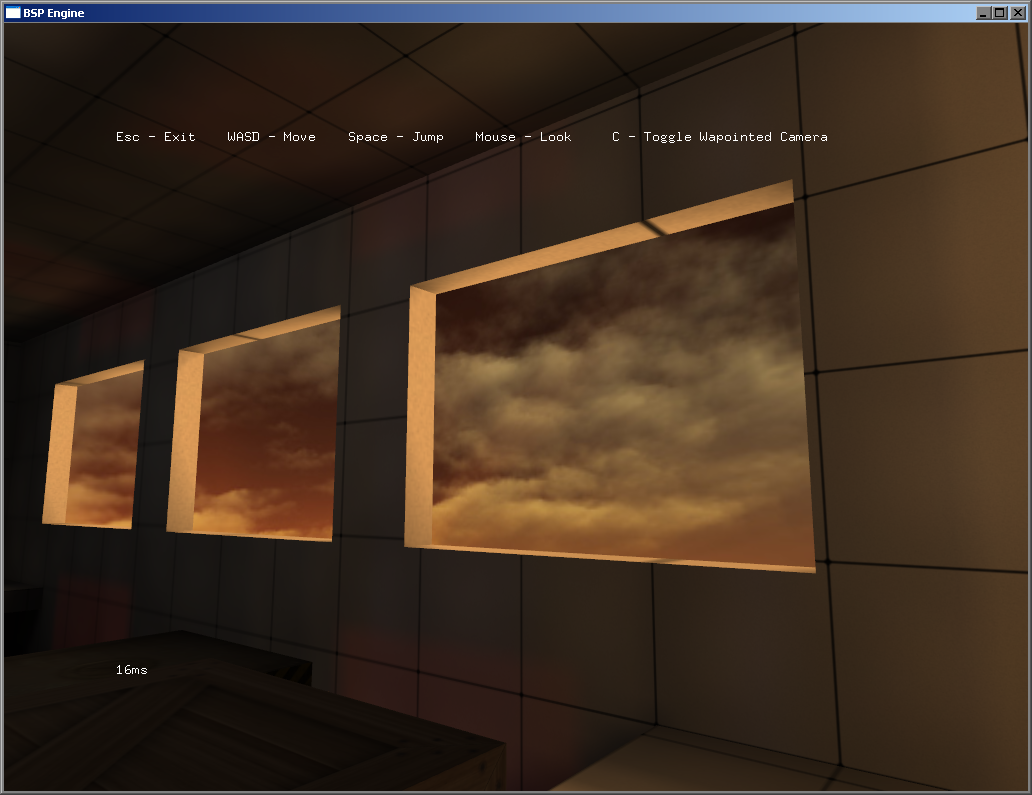 BSP Engine
Esc - Exit    WASD - Move    Space - Jump    Mouse - Look    C - Toggle Wapointed Camera
16ms